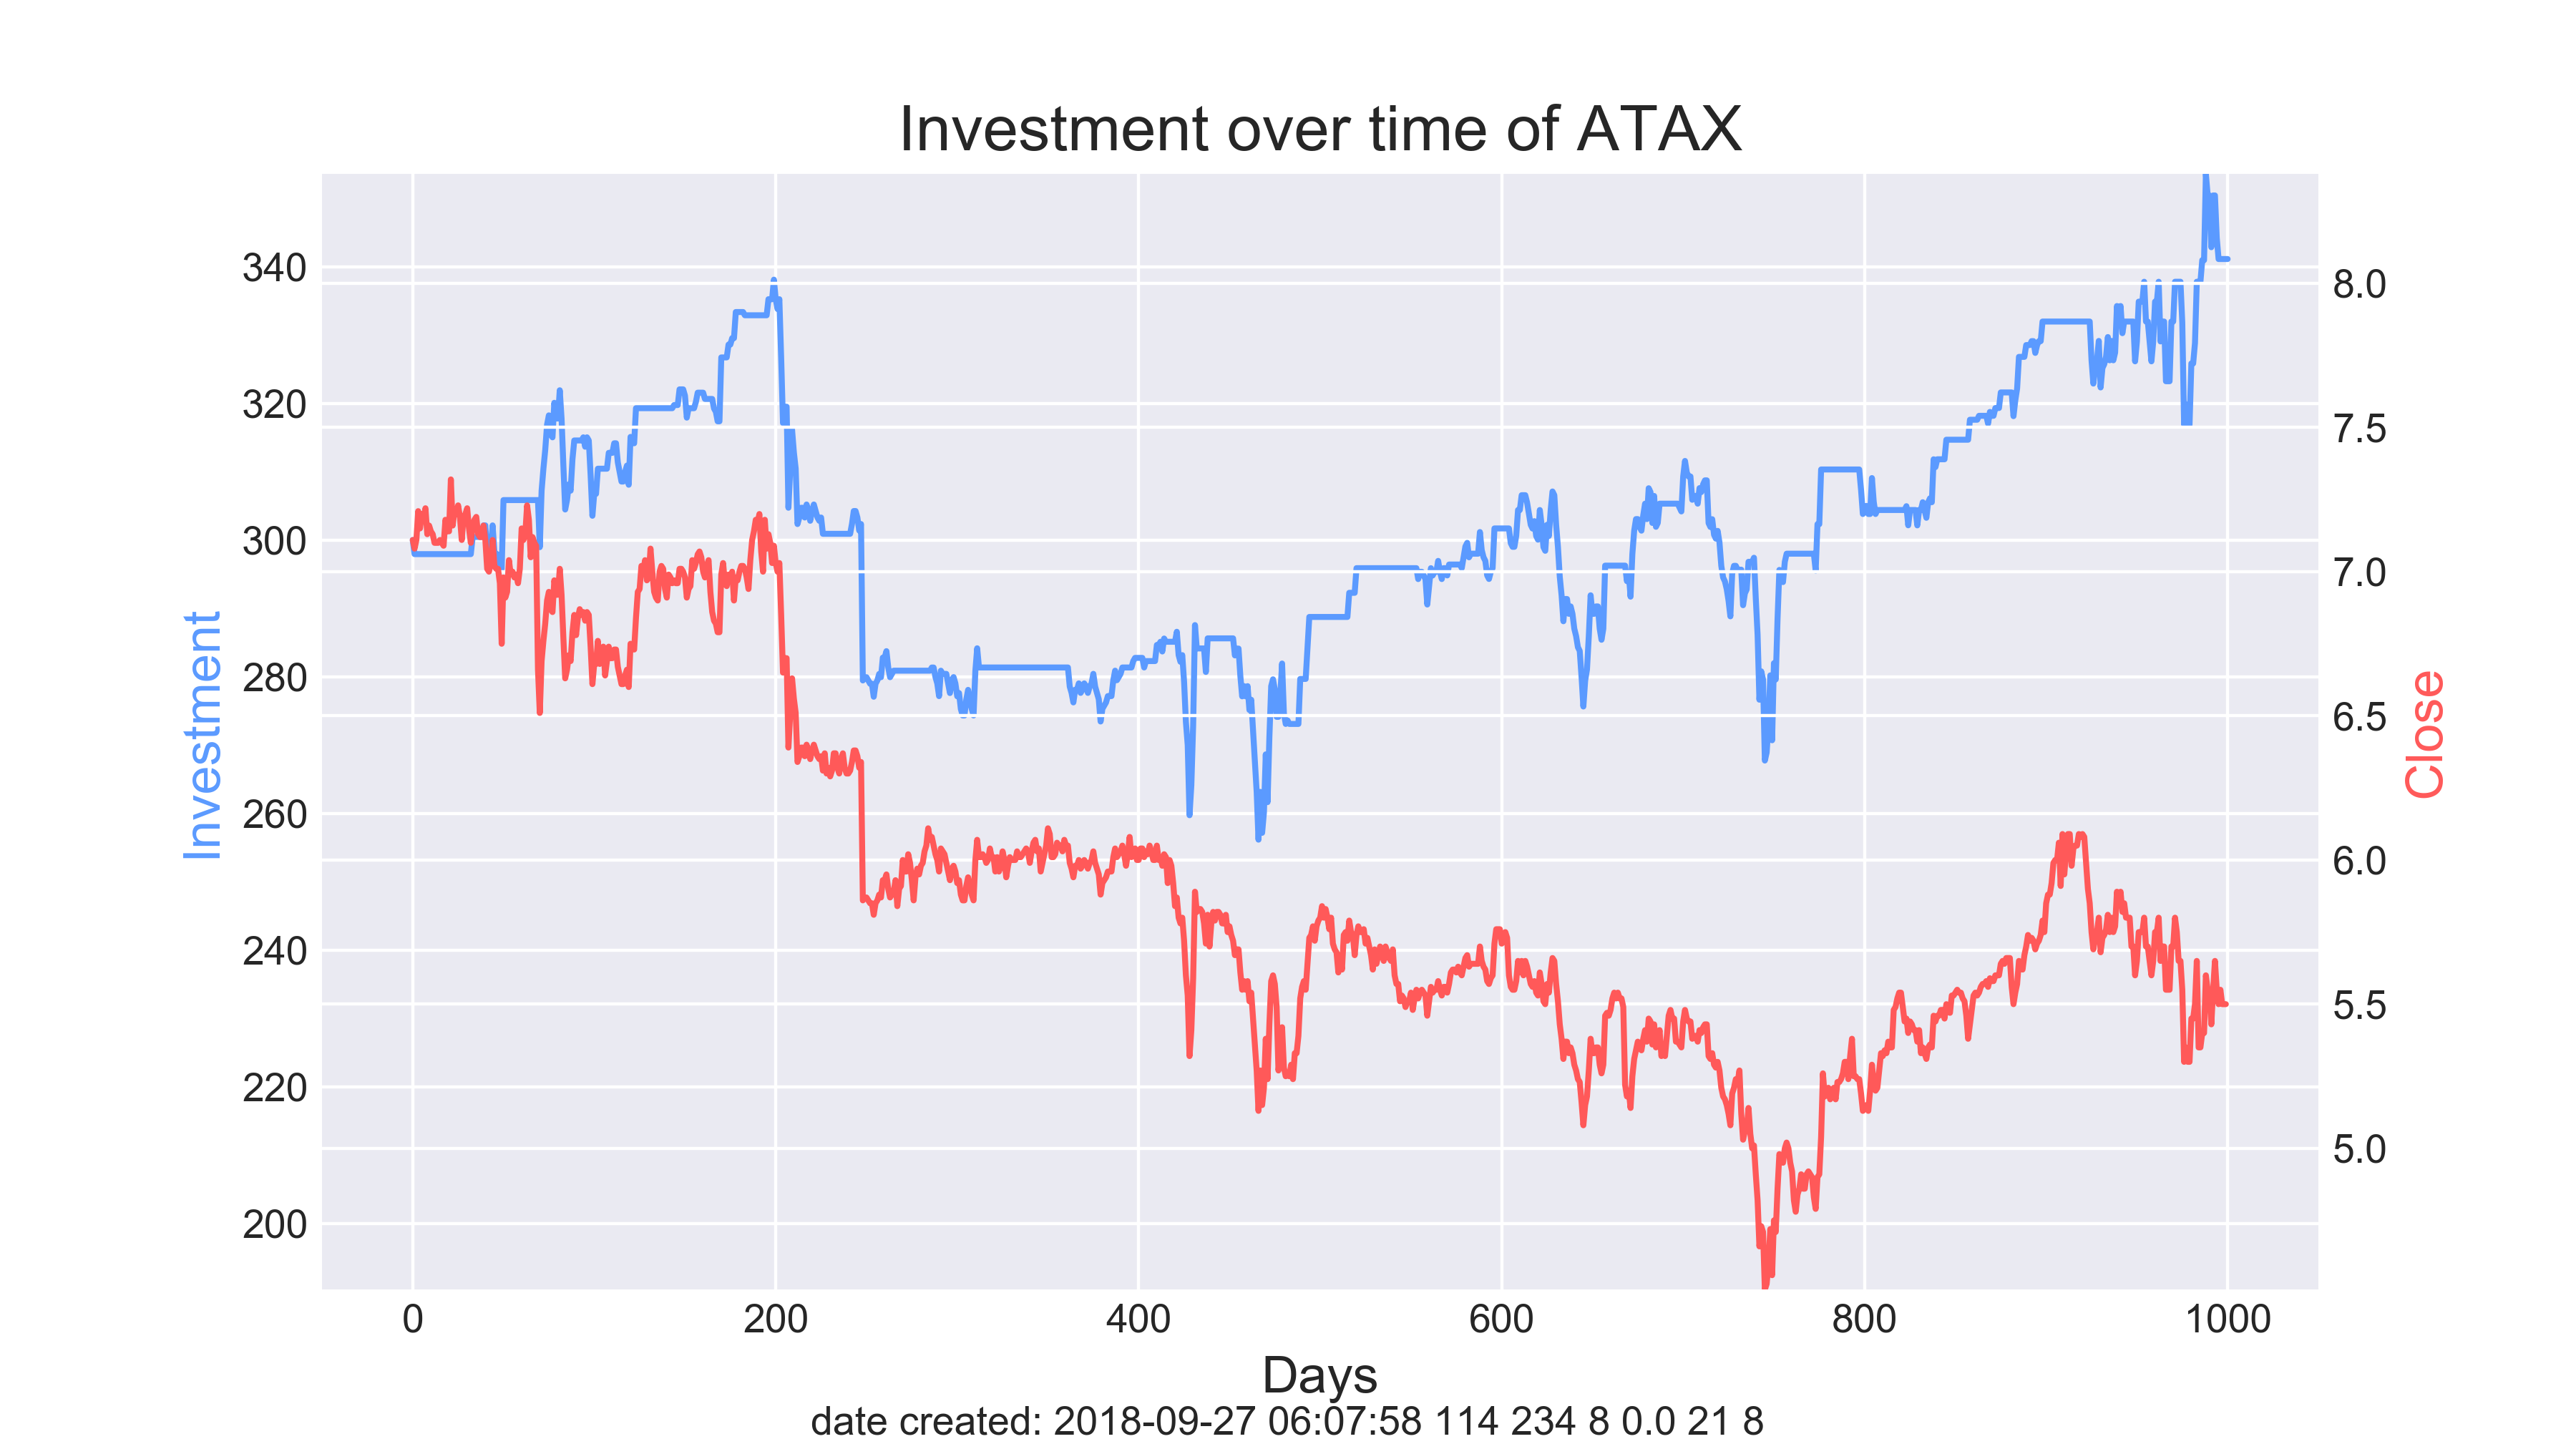 Investment over time of ATAX
Investment
340
320
300
280
260
240
220
200
8.0
7.5
7.0
6.5
6.0
5.5
5.0
Close
0 200 400 600 800 1000
Days
date created: 2018-09-27 06:07:58 114 234 8 0.0 21 8